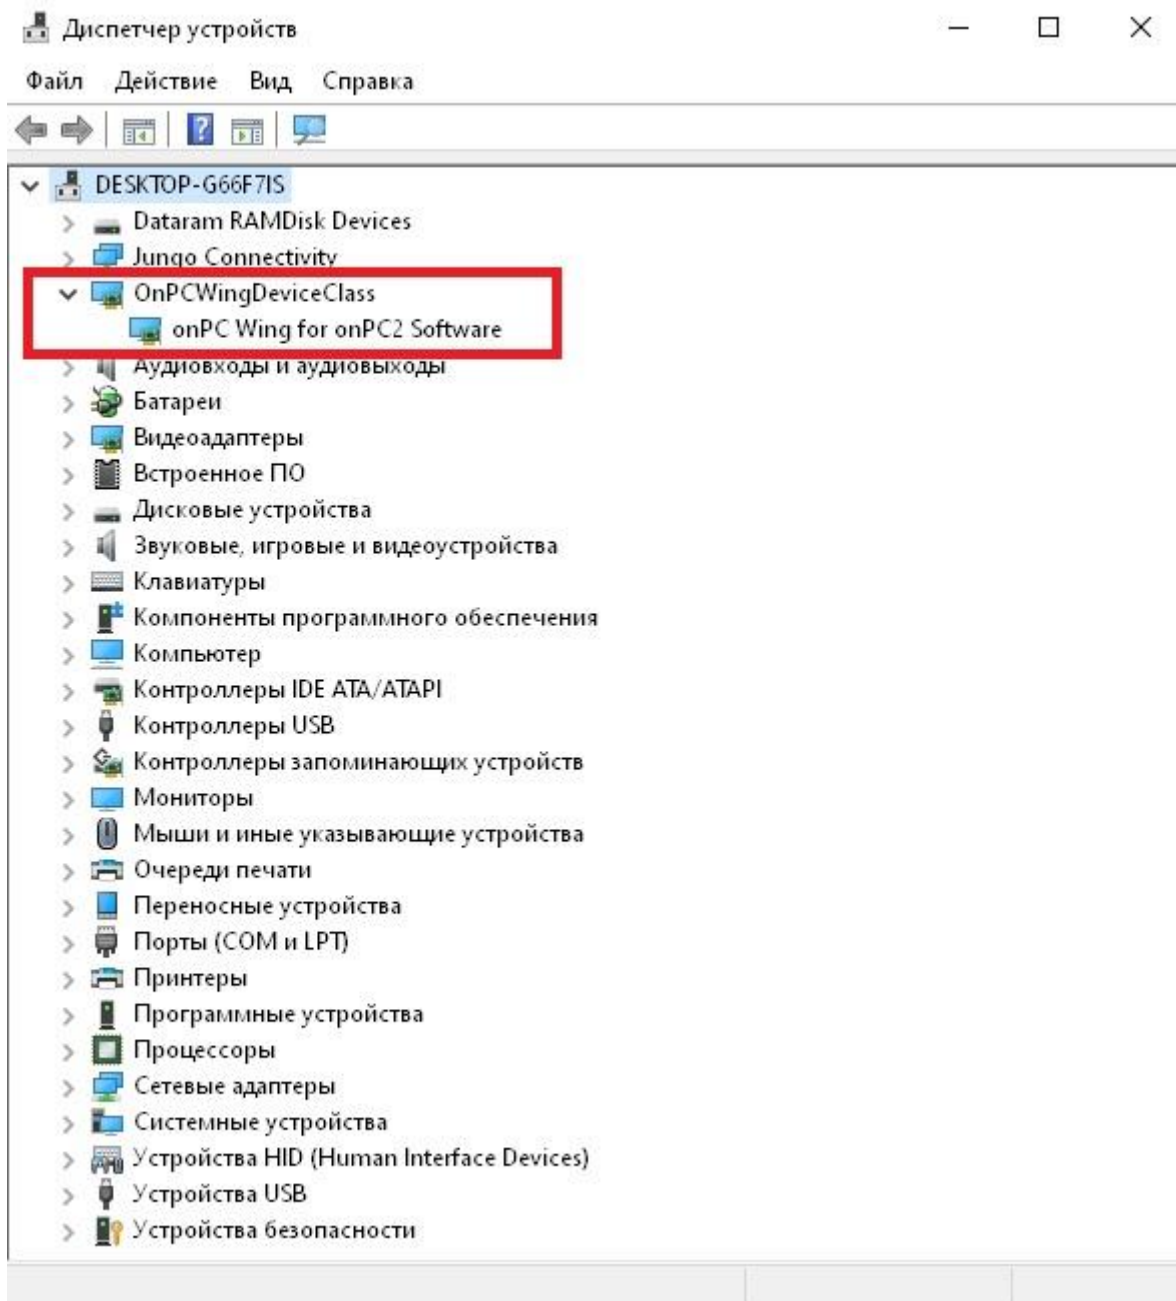 Диспетчер устройств
Файл Действие Вид Справка
DESKTOP-G66F7IS
Dataram RAMDisk Devices
Jungo Connectivity
OnPCWingDeviceClass
onPC Wing for onPC2 Software
Аудиовходы и аудиовыходы
Батареи
Видеоадаптеры
Встроенное ПО
Дисковые устройства
Звуковые, игровые и видеоустройства
Клавиатуры
Компоненты программного обеспечения
Компьютер
Контроллеры IDE ATA/ATAPI
Контроллеры USB
Контроллеры запоминающих устройств
Мониторы
Мыши и иные указывающие устройства
Очереди печати
Переносные устройства
Порты (COM и LPT)
Принтеры
Программные устройства
Процессоры
Сетевые адаптеры
Системные устройства
Устройства HID (Human Interface Devices)
Устройства USB
Устройства безопасности